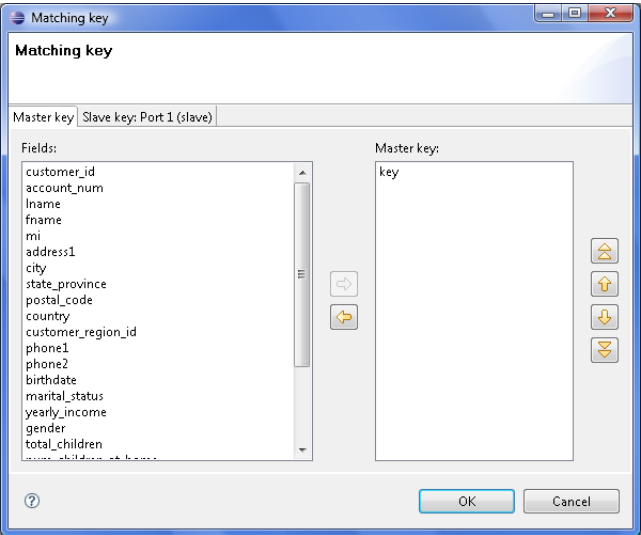 Matching key
Matching key
Master key
Slave key: Port 1 (slave)
Fields:
customer_id
account_num
lname
fname
mi
address1
city
state_province
postal_code
country
customer_region_id
phone1
phone2
birthdate
marital_status
yearly_income
gender
total_children
Master key:
key
OK
Cancel